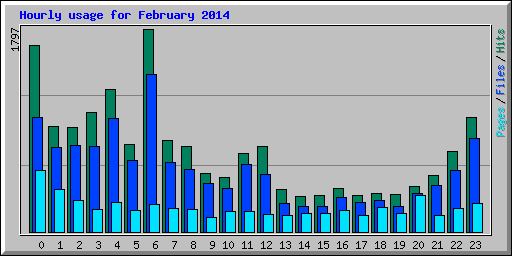 Hourly usage for February 2014
1797
Pages/Files/Hits
0 1 2 3 4 5 6 7 8 9 10 11 12 13 14 15 16 17 18 19 20 21 22 23